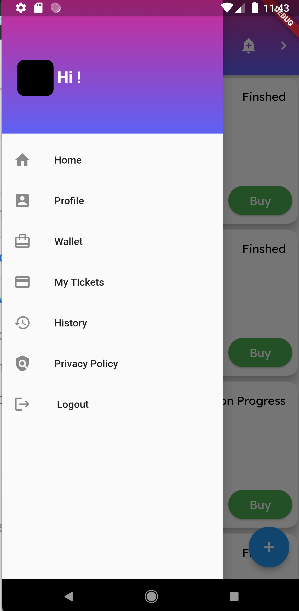 11:43
Hi !
Home
Profile
Wallet
My Tickets
History
Privacy Policy
Logout
Finshed
Buy
Finshed
Buy
on Progress
Buy
+